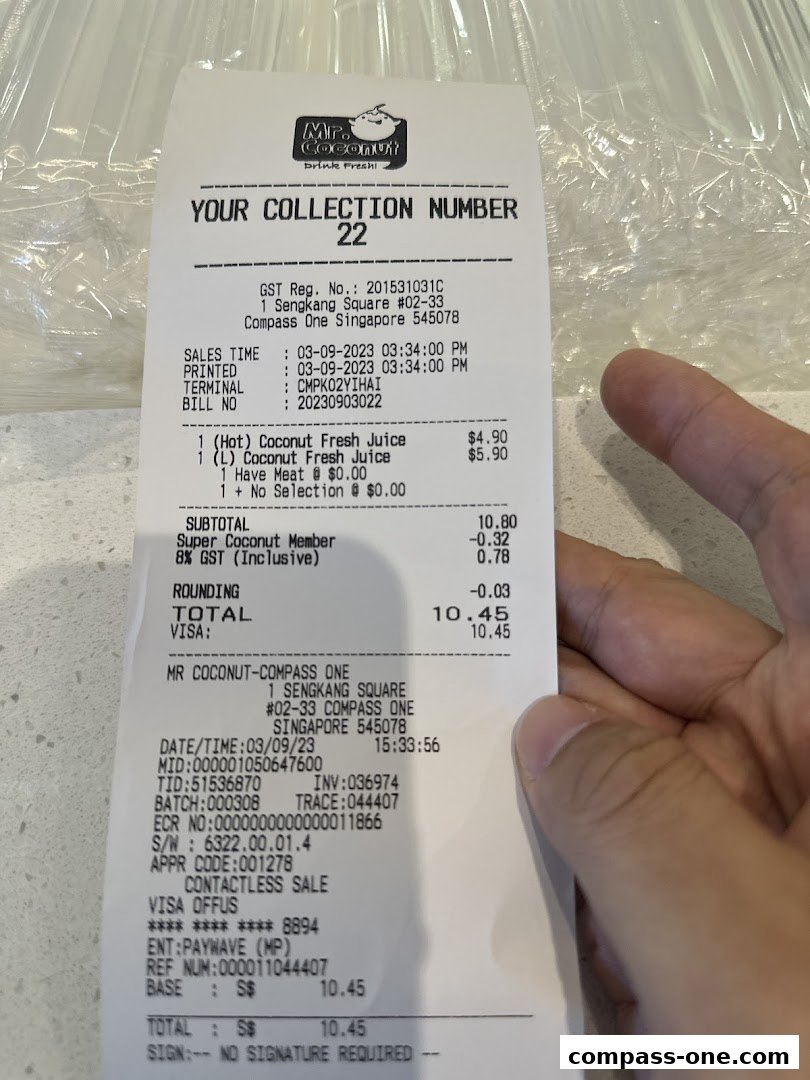 Mr.
Coconut
Drink Fresh!
YOUR COLLECTION NUMBER
22
GST Reg. No.: 201531031C
1 Sengkang Square #02-33
Compass One Singapore 545078
SALES TIME : 03-09-2023 03:34:00 PM
PRINTED : 03-09-2023 03:34:00 PM
TERMINAL : CMPK02YIHAI
BILL NO : 20230903022
1 (Hot) Coconut Fresh Juice $4.90
1 (L) Coconut Fresh Juice $5.90
1 Have Meat @ $0.00
1 + No Selection @ $0.00
SUBTOTAL 10.80
Super Coconut Member -0.32
8% GST (Inclusive) 0.78
ROUNDING -0.03
TOTAL 10.45
VISA: 10.45
MR COCONUT-COMPASS ONE
1 SENGKANG SQUARE
#02-33 COMPASS ONE
SINGAPORE 545078
DATE/TIME:03/09/23 15:33:56
MID:000001050647600
TID:51536870 INV:036974
BATCH:000308 TRACE:044407
ECR NO:0000000000000011866
S/W : 6322.00.01.4
APPR CODE:001278
CONTACTLESS SALE
VISA OFFUS
**** **** **** 8894
ENT:PAYWAVE (MP)
REF NUM:000011044407
BASE : S$ 10.45
TOTAL : S$ 10.45
SIGN:-- NO SIGNATURE REQUIRED --
compass-one.com